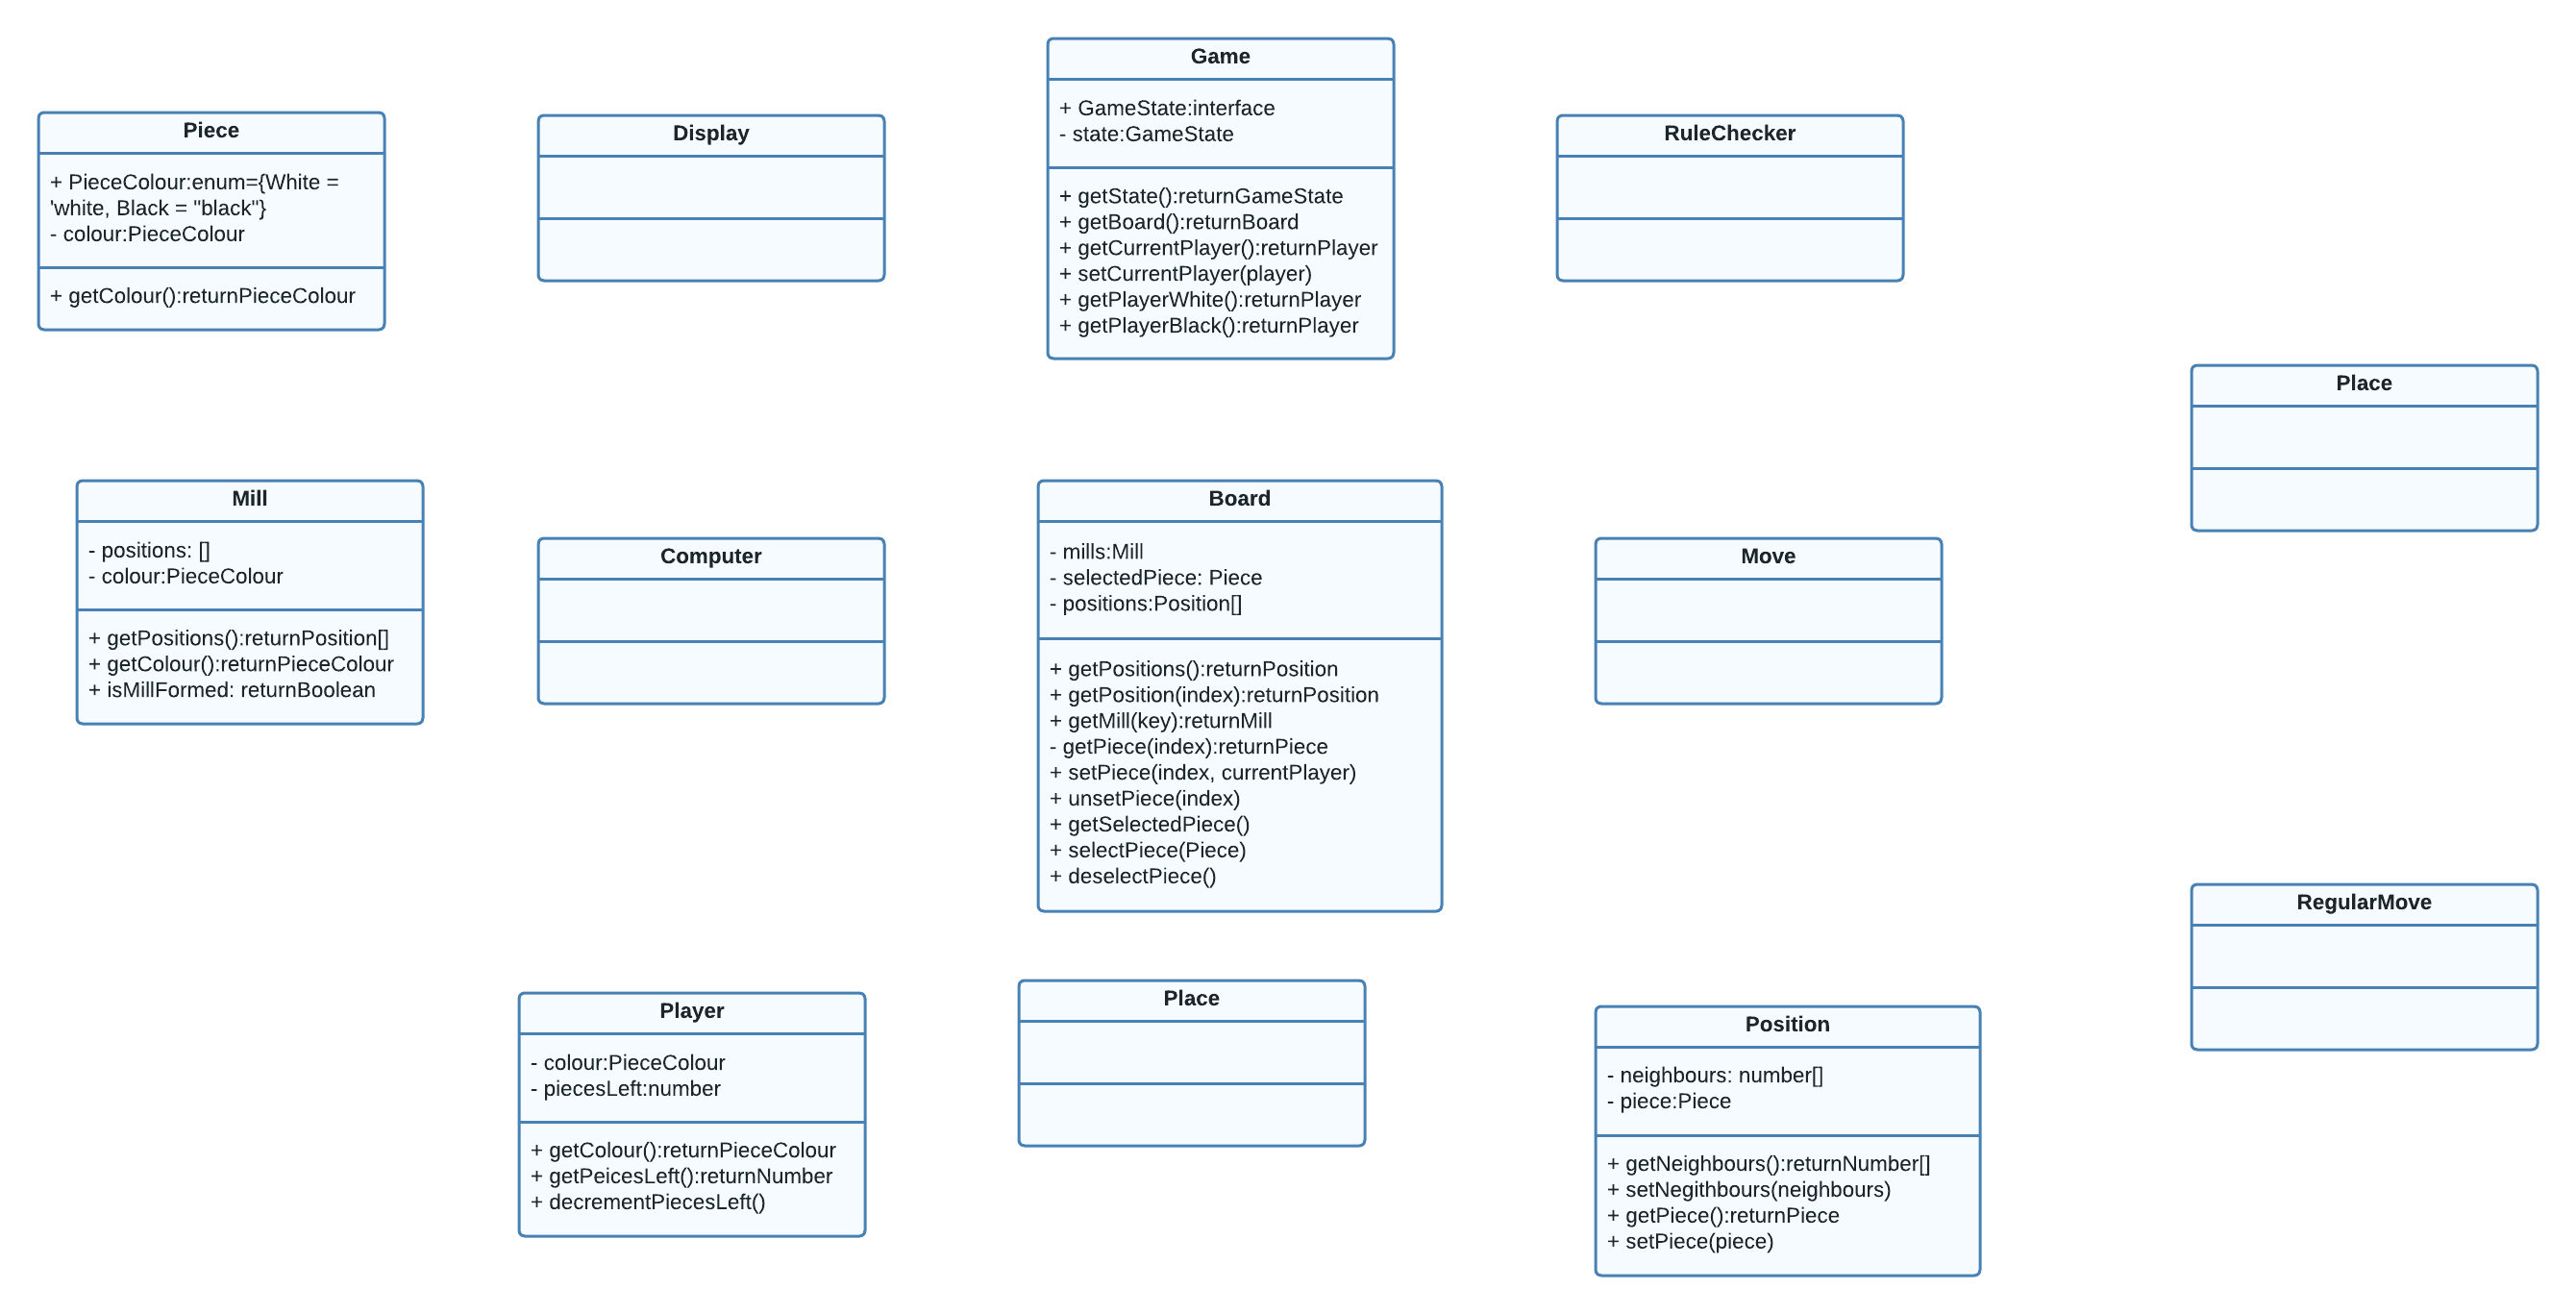 Game
+ GameState:interface
- state:GameState
+ getState():returnGameState
+ getBoard():returnBoard
+ getCurrentPlayer():returnPlayer
+ setCurrentPlayer(player)
+ getPlayerWhite():returnPlayer
+ getPlayerBlack():returnPlayer
Piece
+ PieceColour:enum={White =
'white, Black = "black"}
- colour:PieceColour
+ getColour():returnPieceColour
Display
RuleChecker
Place
Mill
- positions: []
- colour:PieceColour
+ getPositions():returnPosition[]
+ getColour():returnPieceColour
+ isMillFormed: returnBoolean
Computer
Board
- mills:Mill
- selectedPiece: Piece
- positions:Position[]
+ getPositions():returnPosition
+ getPosition(index):returnPosition
+ getMill(key):returnMill
- getPiece(index):returnPiece
+ setPiece(index, currentPlayer)
+ unsetPiece(index)
+ getSelectedPiece()
+ selectPiece(Piece)
+ deselectPiece()
Move
RegularMove
Player
- colour:PieceColour
- piecesLeft:number
+ getColour():returnPieceColour
+ getPeicesLeft():returnNumber
+ decrementPiecesLeft()
Place
Position
- neighbours: number[]
- piece:Piece
+ getNeighbours():returnNumber[]
+ setNegithbours(neighbours)
+ getPiece():returnPiece
+ setPiece(piece)